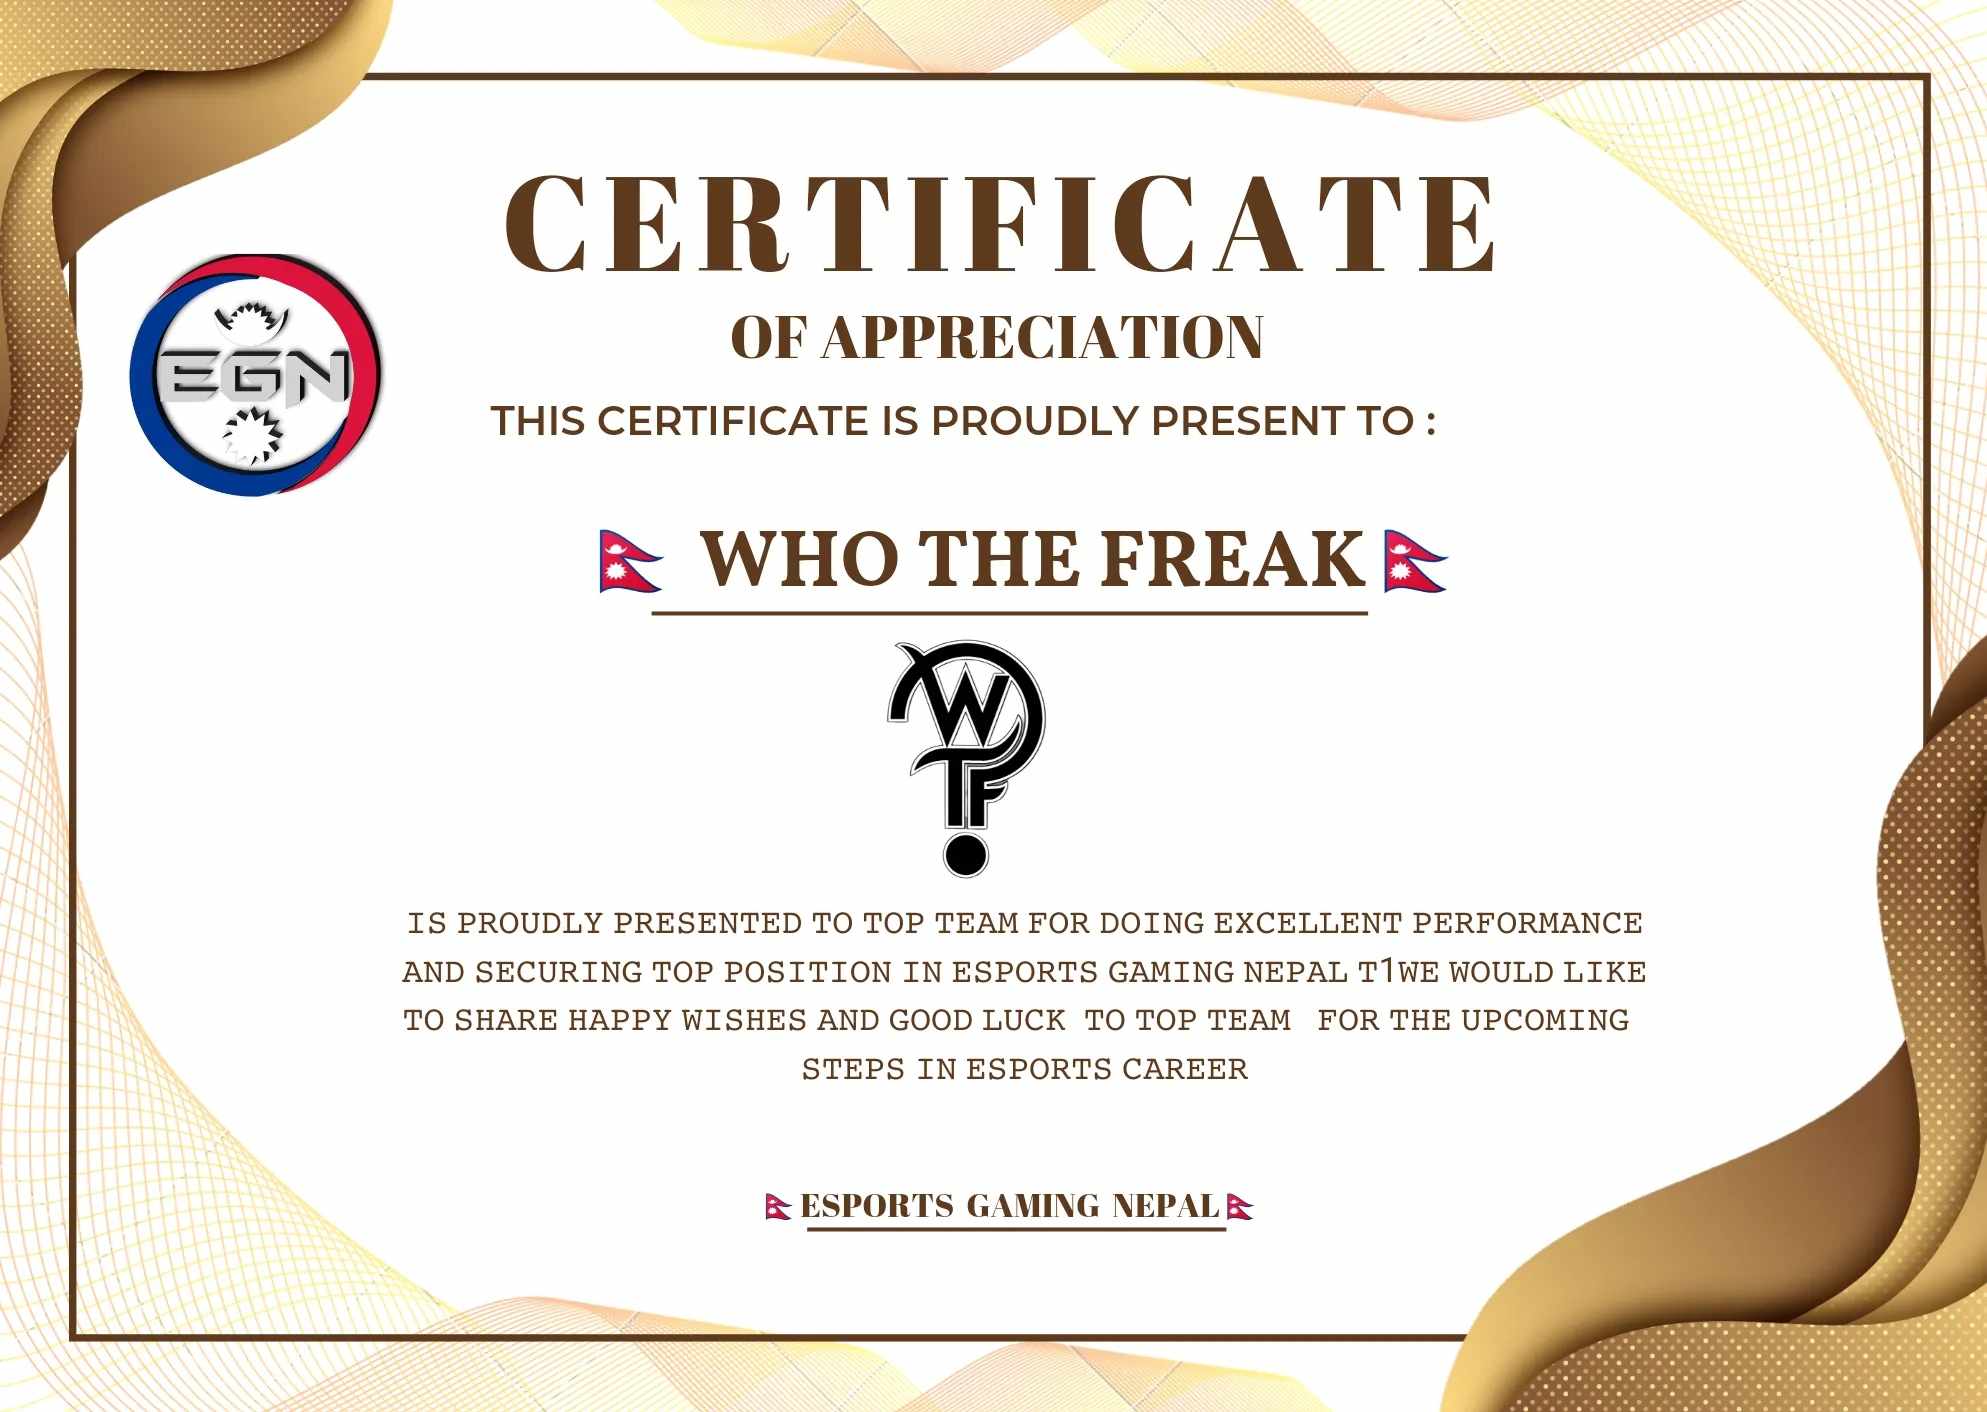 CERTIFICATE
OF APPRECIATION
EGN
THIS CERTIFICATE IS PROUDLY PRESENT TO :
WHO THE FREAK
WTF
IS PROUDLY PRESENTED TO TOP TEAM FOR DOING EXCELLENT PERFORMANCE
AND SECURING TOP POSITION IN ESPORTS GAMING NEPAL T1WE WOULD LIKE
TO SHARE HAPPY WISHES AND GOOD LUCK TO TOP TEAM FOR THE UPCOMING
STEPS IN ESPORTS CAREER
ESPORTS GAMING NEPAL